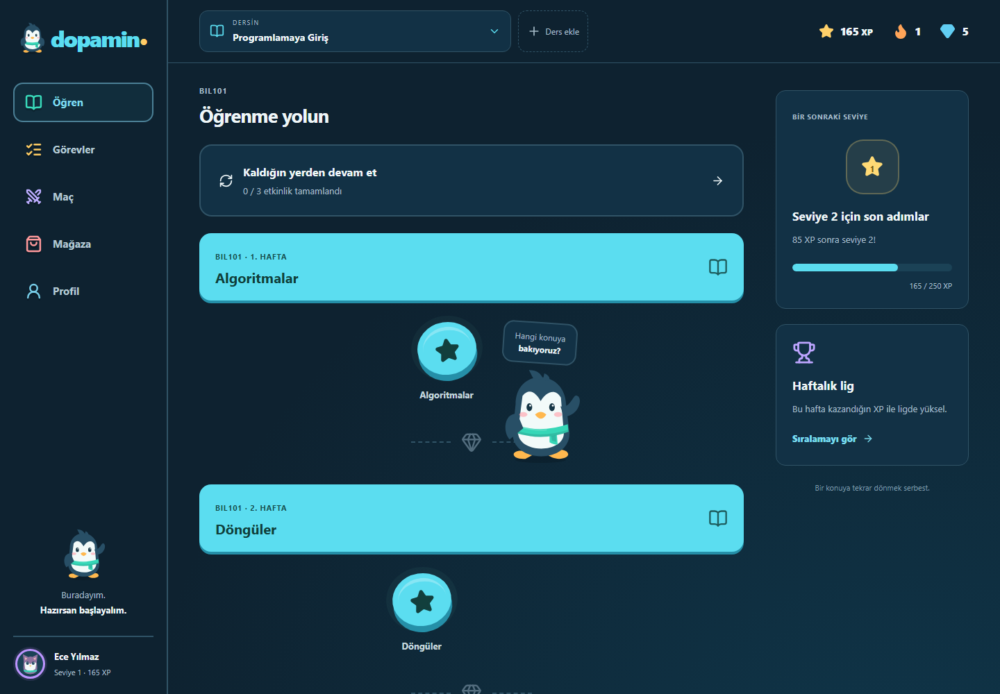 dopamin
Öğren
Görevler
Maç
Mağaza
Profil
Buradayım.
Hazırsan başlayalım.
Ece Yılmaz
Seviye 1 · 165 XP
DERSİN
Programlamaya Giriş
Ders ekle
165 XP
1
5
BIL101
Öğrenme yolun
Kaldığın yerden devam et
0 / 3 etkinlik tamamlandı
BIL101 · 1. HAFTA
Algoritmalar
Hangi konuya
bakıyoruz?
Algoritmalar
BIL101 · 2. HAFTA
Döngüler
Döngüler
BİR SONRAKİ SEVİYE
1
Seviye 2 için son adımlar
85 XP sonra seviye 2!
165 / 250 XP
Haftalık lig
Bu hafta kazandığın XP ile ligde yüksel.
Sıralamayı gör
Bir konuya tekrar dönmek serbest.